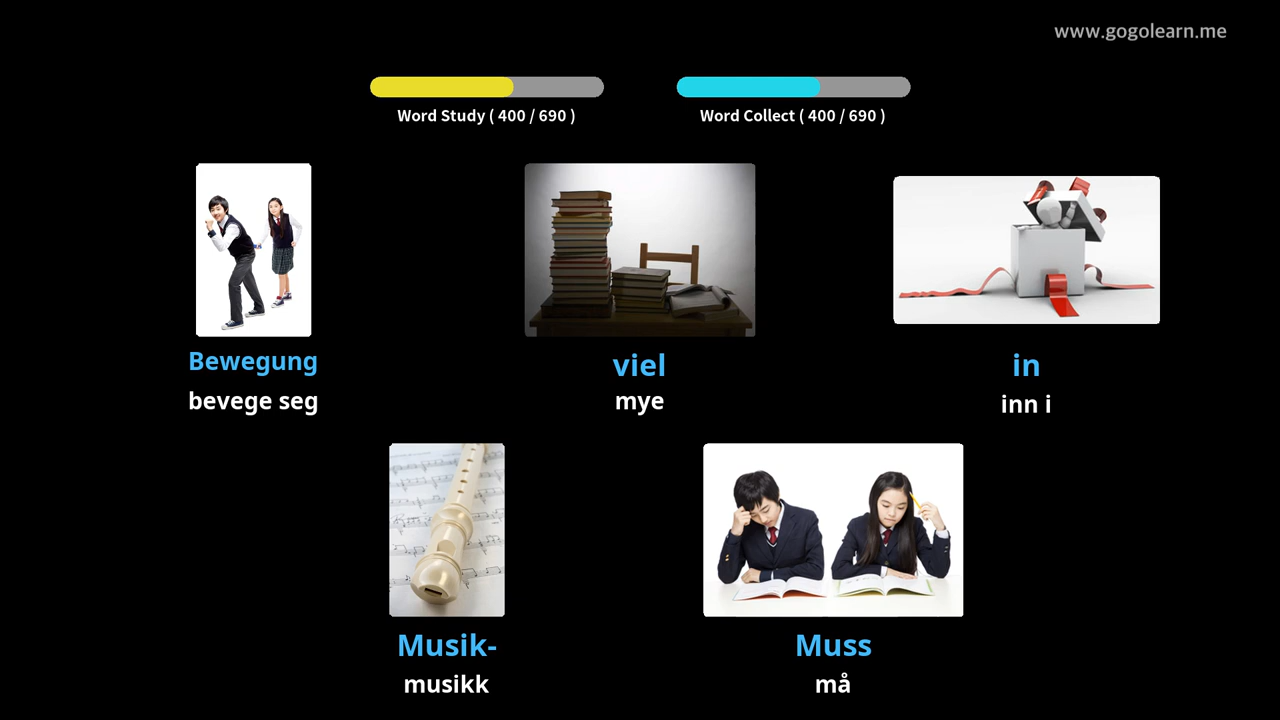 www.gogolearn.me
Word Study ( 400 / 690 )
Word Collect ( 400 / 690 )
Bewegung
bevege seg
viel
mye
in
inn i
Musik-
musikk
Muss
må